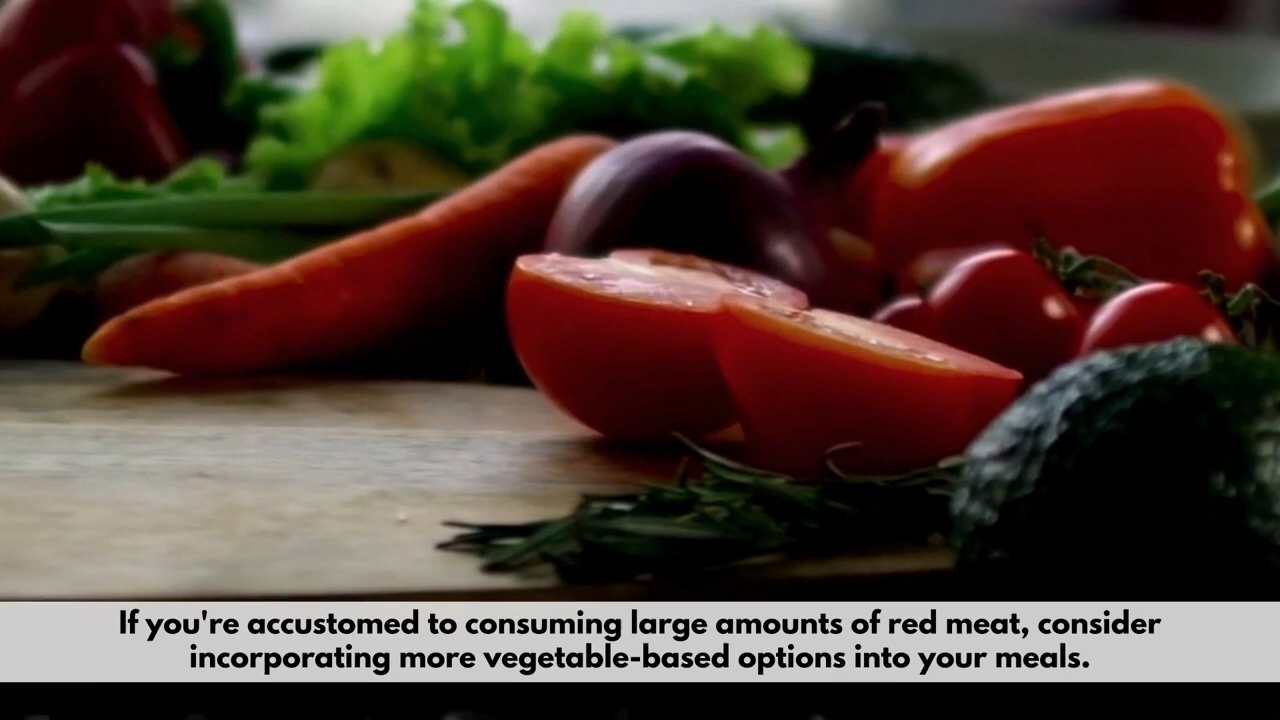 If you're accustomed to consuming large amounts of red meat, consider
incorporating more vegetable-based options into your meals.